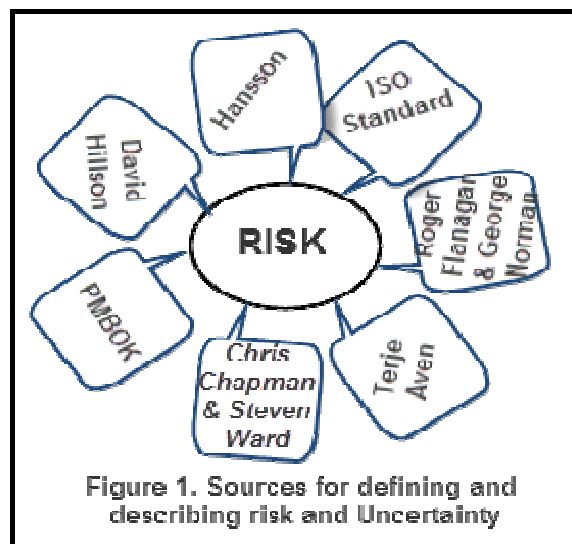 Hansson
ISO
Standard
David
Hillson
RISK
Roger
Flanagan
& George
Norman
PMBOK
Chris
Chapman
& Steven
Ward
Terje
Aven
Figure 1. Sources for defining and
describing risk and Uncertainty